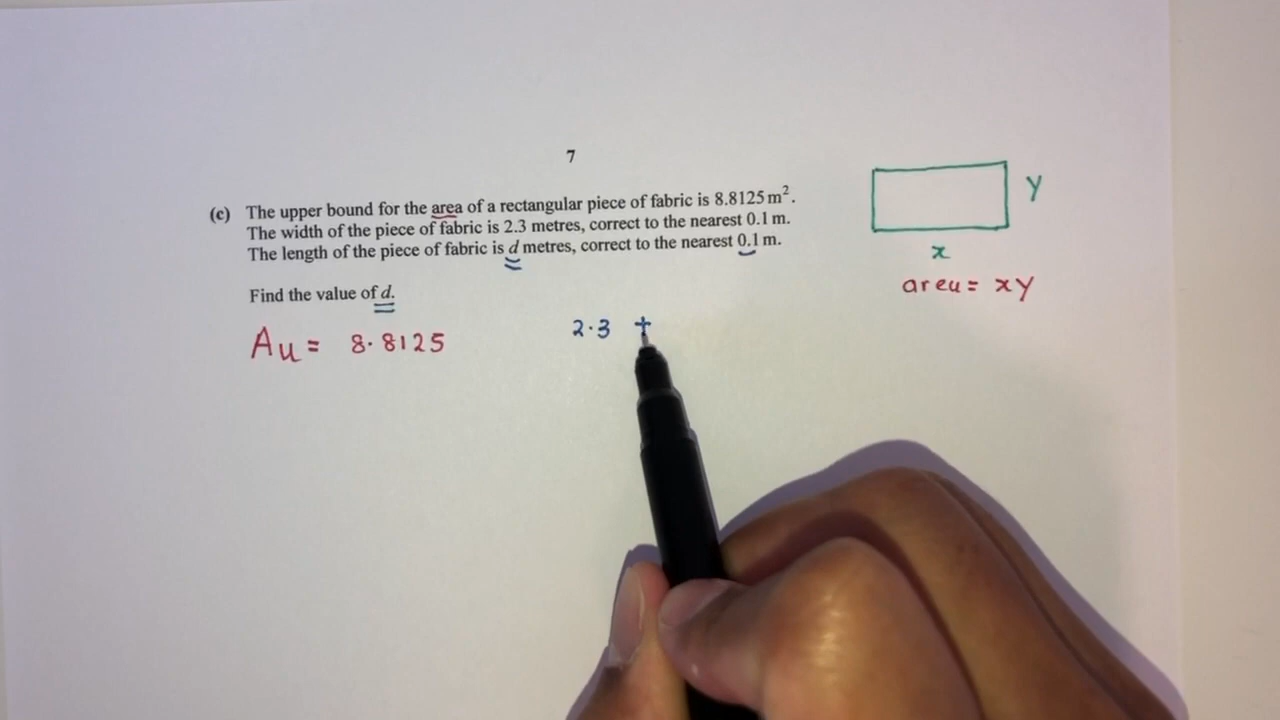 7
(c) The upper bound for the area of a rectangular piece of fabric is 8.8125 m².
The width of the piece of fabric is 2.3 metres, correct to the nearest 0.1 m.
The length of the piece of fabric is d metres, correct to the nearest 0.1 m.
Find the value of d.
y
x
area = xy
Au = 8.8125
2.3 +